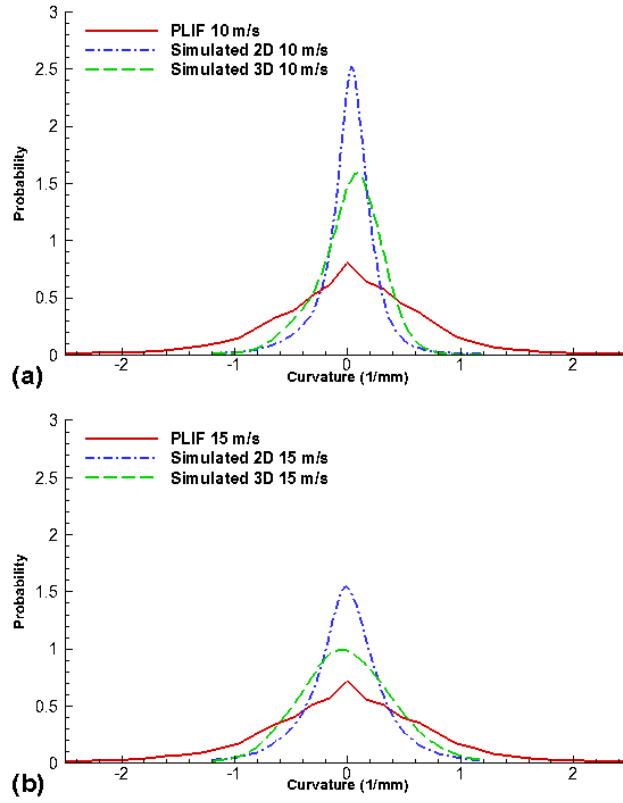 3
2.5
2
1.5
1
0.5
0
Probability
PLIF 10 m/s
Simulated 2D 10 m/s
Simulated 3D 10 m/s
-2
-1
0
1
2
Curvature (1/mm)
(a)
3
2.5
2
1.5
1
0.5
0
Probability
PLIF 15 m/s
Simulated 2D 15 m/s
Simulated 3D 15 m/s
-2
-1
0
1
2
Curvature (1/mm)
(b)